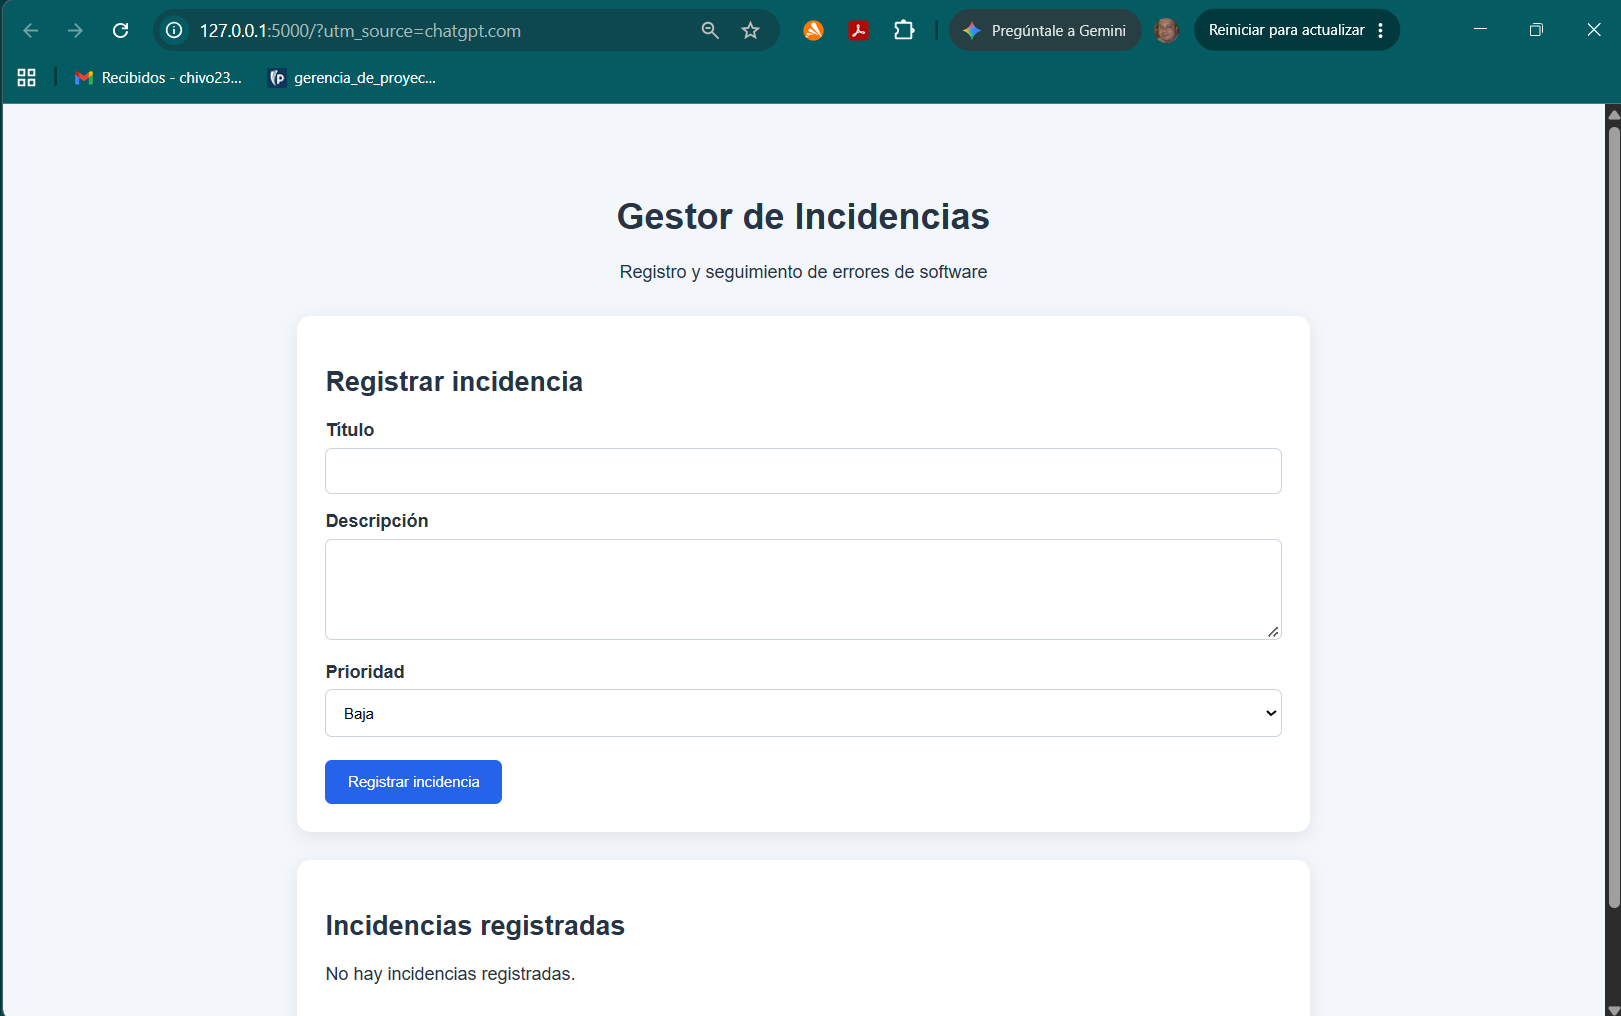 127.0.0.1:5000/?utm_source=chatgpt.com
Pregúntale a Gemini
Reiniciar para actualizar
Recibidos - chivo23...
gerencia_de_proyec...
Gestor de Incidencias
Registro y seguimiento de errores de software
Registrar incidencia
Título
Descripción
Prioridad
Baja
Registrar incidencia
Incidencias registradas
No hay incidencias registradas.